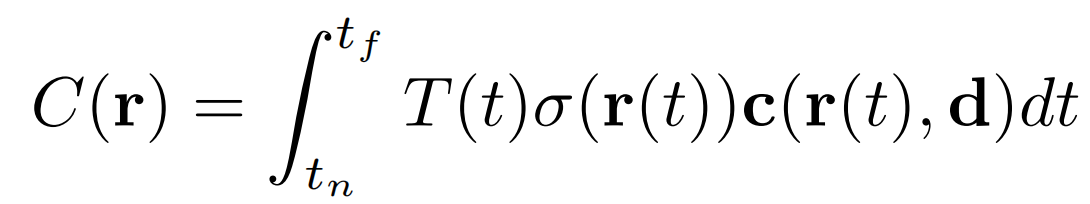 C(𝐫) = ∫_{t_n}^{t_f} T(t)σ(𝐫(t))𝐜(𝐫(t), 𝐝)dt